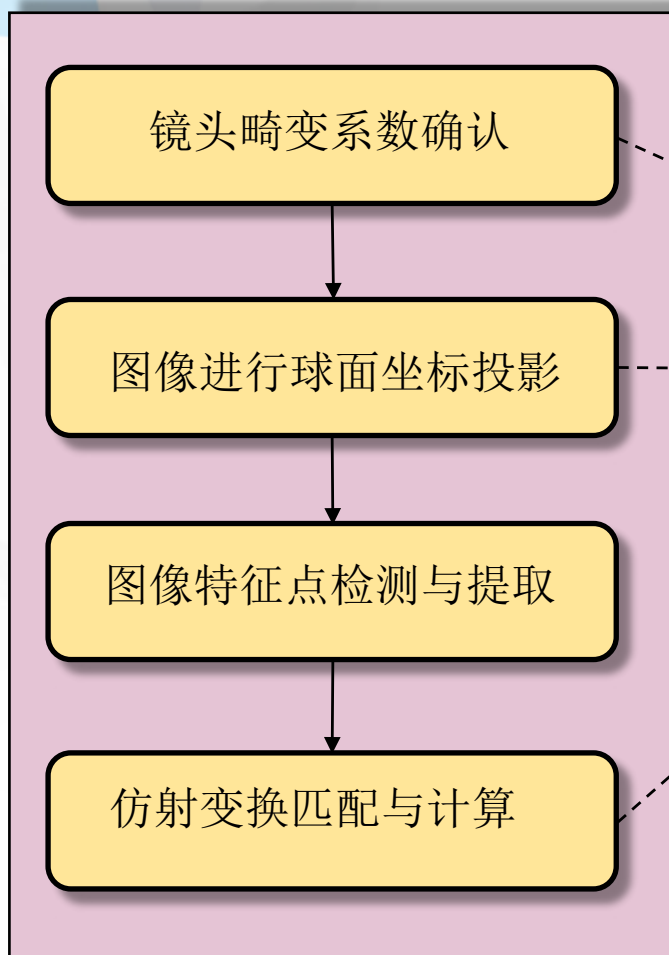 镜头畸变系数确认
图像进行球面坐标投影
图像特征点检测与提取
仿射变换匹配与计算